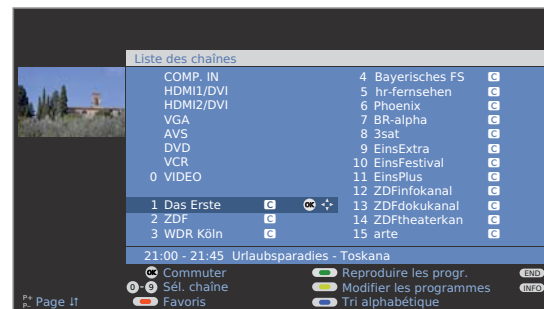 Liste des chaînes
COMP. IN
HDMI1/DVI
HDMI2/DVI
VGA
AVS
DVD
VCR
0 VIDEO
1 Das Erste C OK
2 ZDF C
3 WDR Köln C
4 Bayerisches FS C
5 hr-fernsehen C
6 Phoenix C
7 BR-alpha C
8 3sat C
9 EinsExtra C
10 EinsFestival C
11 EinsPlus C
12 ZDFinfokanal C
13 ZDFdokukanal C
14 ZDFtheaterkan C
15 arte C
21:00 - 21:45 Urlaubsparadies - Toskana
OK Commuter
0-9 Sél. chaîne
P+ P- Page
Favoris
Reproduire les progr. END
Modifier les programmes INFO
Tri alphabétique